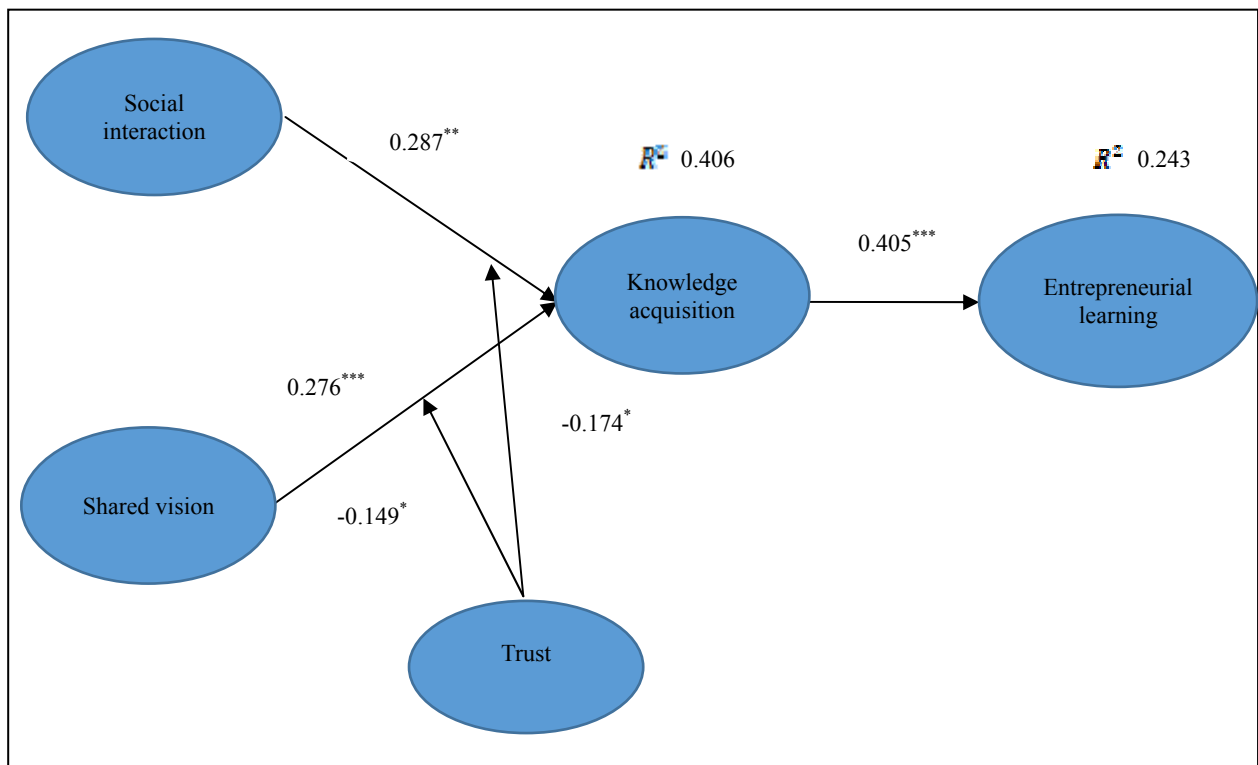 Social
interaction
0.287**
R² 0.406
R² 0.243
Knowledge
acquisition
0.405***
Entrepreneurial
learning
0.276***
-0.174*
Shared vision
-0.149*
Trust